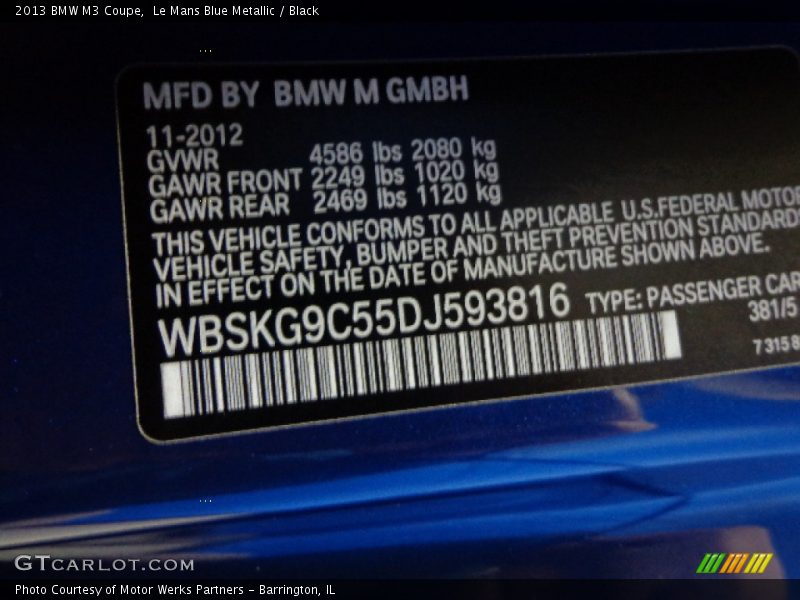 2013 BMW M3 Coupe,  Le Mans Blue Metallic / Black
MFD BY BMW M GMBH
11-2012
GVWR 4586 lbs 2080 kg
GAWR FRONT 2249 lbs 1020 kg
GAWR REAR 2469 lbs 1120 kg
THIS VEHICLE CONFORMS TO ALL APPLICABLE U.S.FEDERAL MOTOR
VEHICLE SAFETY, BUMPER AND THEFT PREVENTION STANDARDS
IN EFFECT ON THE DATE OF MANUFACTURE SHOWN ABOVE.
WBSKG9C55DJ593816 TYPE: PASSENGER CAR
381/5
7 315 8
GTCARLOT.COM
Photo Courtesy of Motor Werks Partners - Barrington, IL